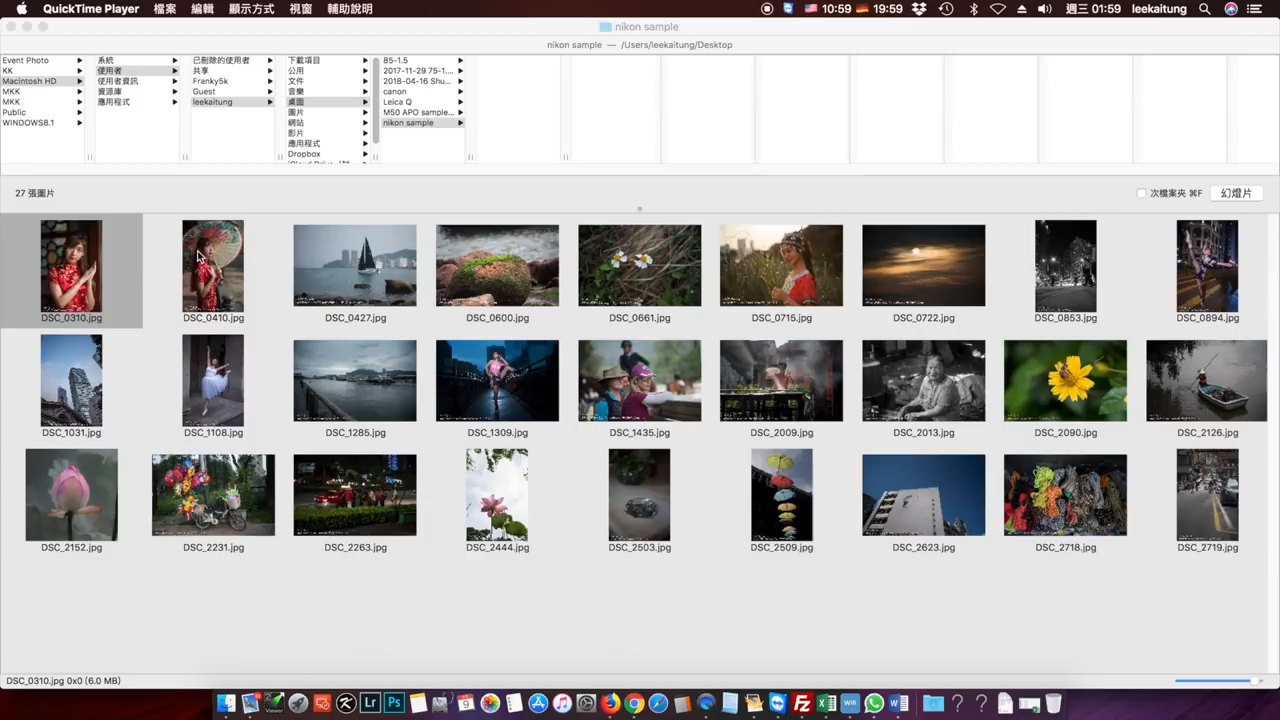 QuickTime Player 檔案 編輯 顯示方式 視窗 輔助說明 10:59 19:59 週三 01:59 leekaitung
nikon sample
nikon sample — /Users/leekaitung/Desktop
Event Photo 系統 已刪除的使用者 下載項目 85-1.5
KK 使用者 共享 公用 2017-11-29 75-1....
Macintosh HD 使用者資訊 Franky5k 文件 2018-04-16 Shu...
MKK 資源庫 Guest 音樂 canon
MKK 應用程式 leekaitung 桌面 Leica Q
Public 圖片 M50 APO sample...
WINDOWS8.1 網站 nikon sample
影片
應用程式
Dropbox
27 張圖片 次檔案夾 ⌘F 幻燈片
DSC_0310.jpg DSC_0410.jpg DSC_0427.jpg DSC_0600.jpg DSC_0661.jpg DSC_0715.jpg DSC_0722.jpg DSC_0853.jpg DSC_0894.jpg
DSC_1031.jpg DSC_1108.jpg DSC_1285.jpg DSC_1309.jpg DSC_1435.jpg DSC_2009.jpg DSC_2013.jpg DSC_2090.jpg DSC_2126.jpg
DSC_2152.jpg DSC_2231.jpg DSC_2263.jpg DSC_2444.jpg DSC_2503.jpg DSC_2509.jpg DSC_2623.jpg DSC_2718.jpg DSC_2719.jpg
DSC_0310.jpg 0x0 (6.0 MB)
Viewer Lr Ps 9 W